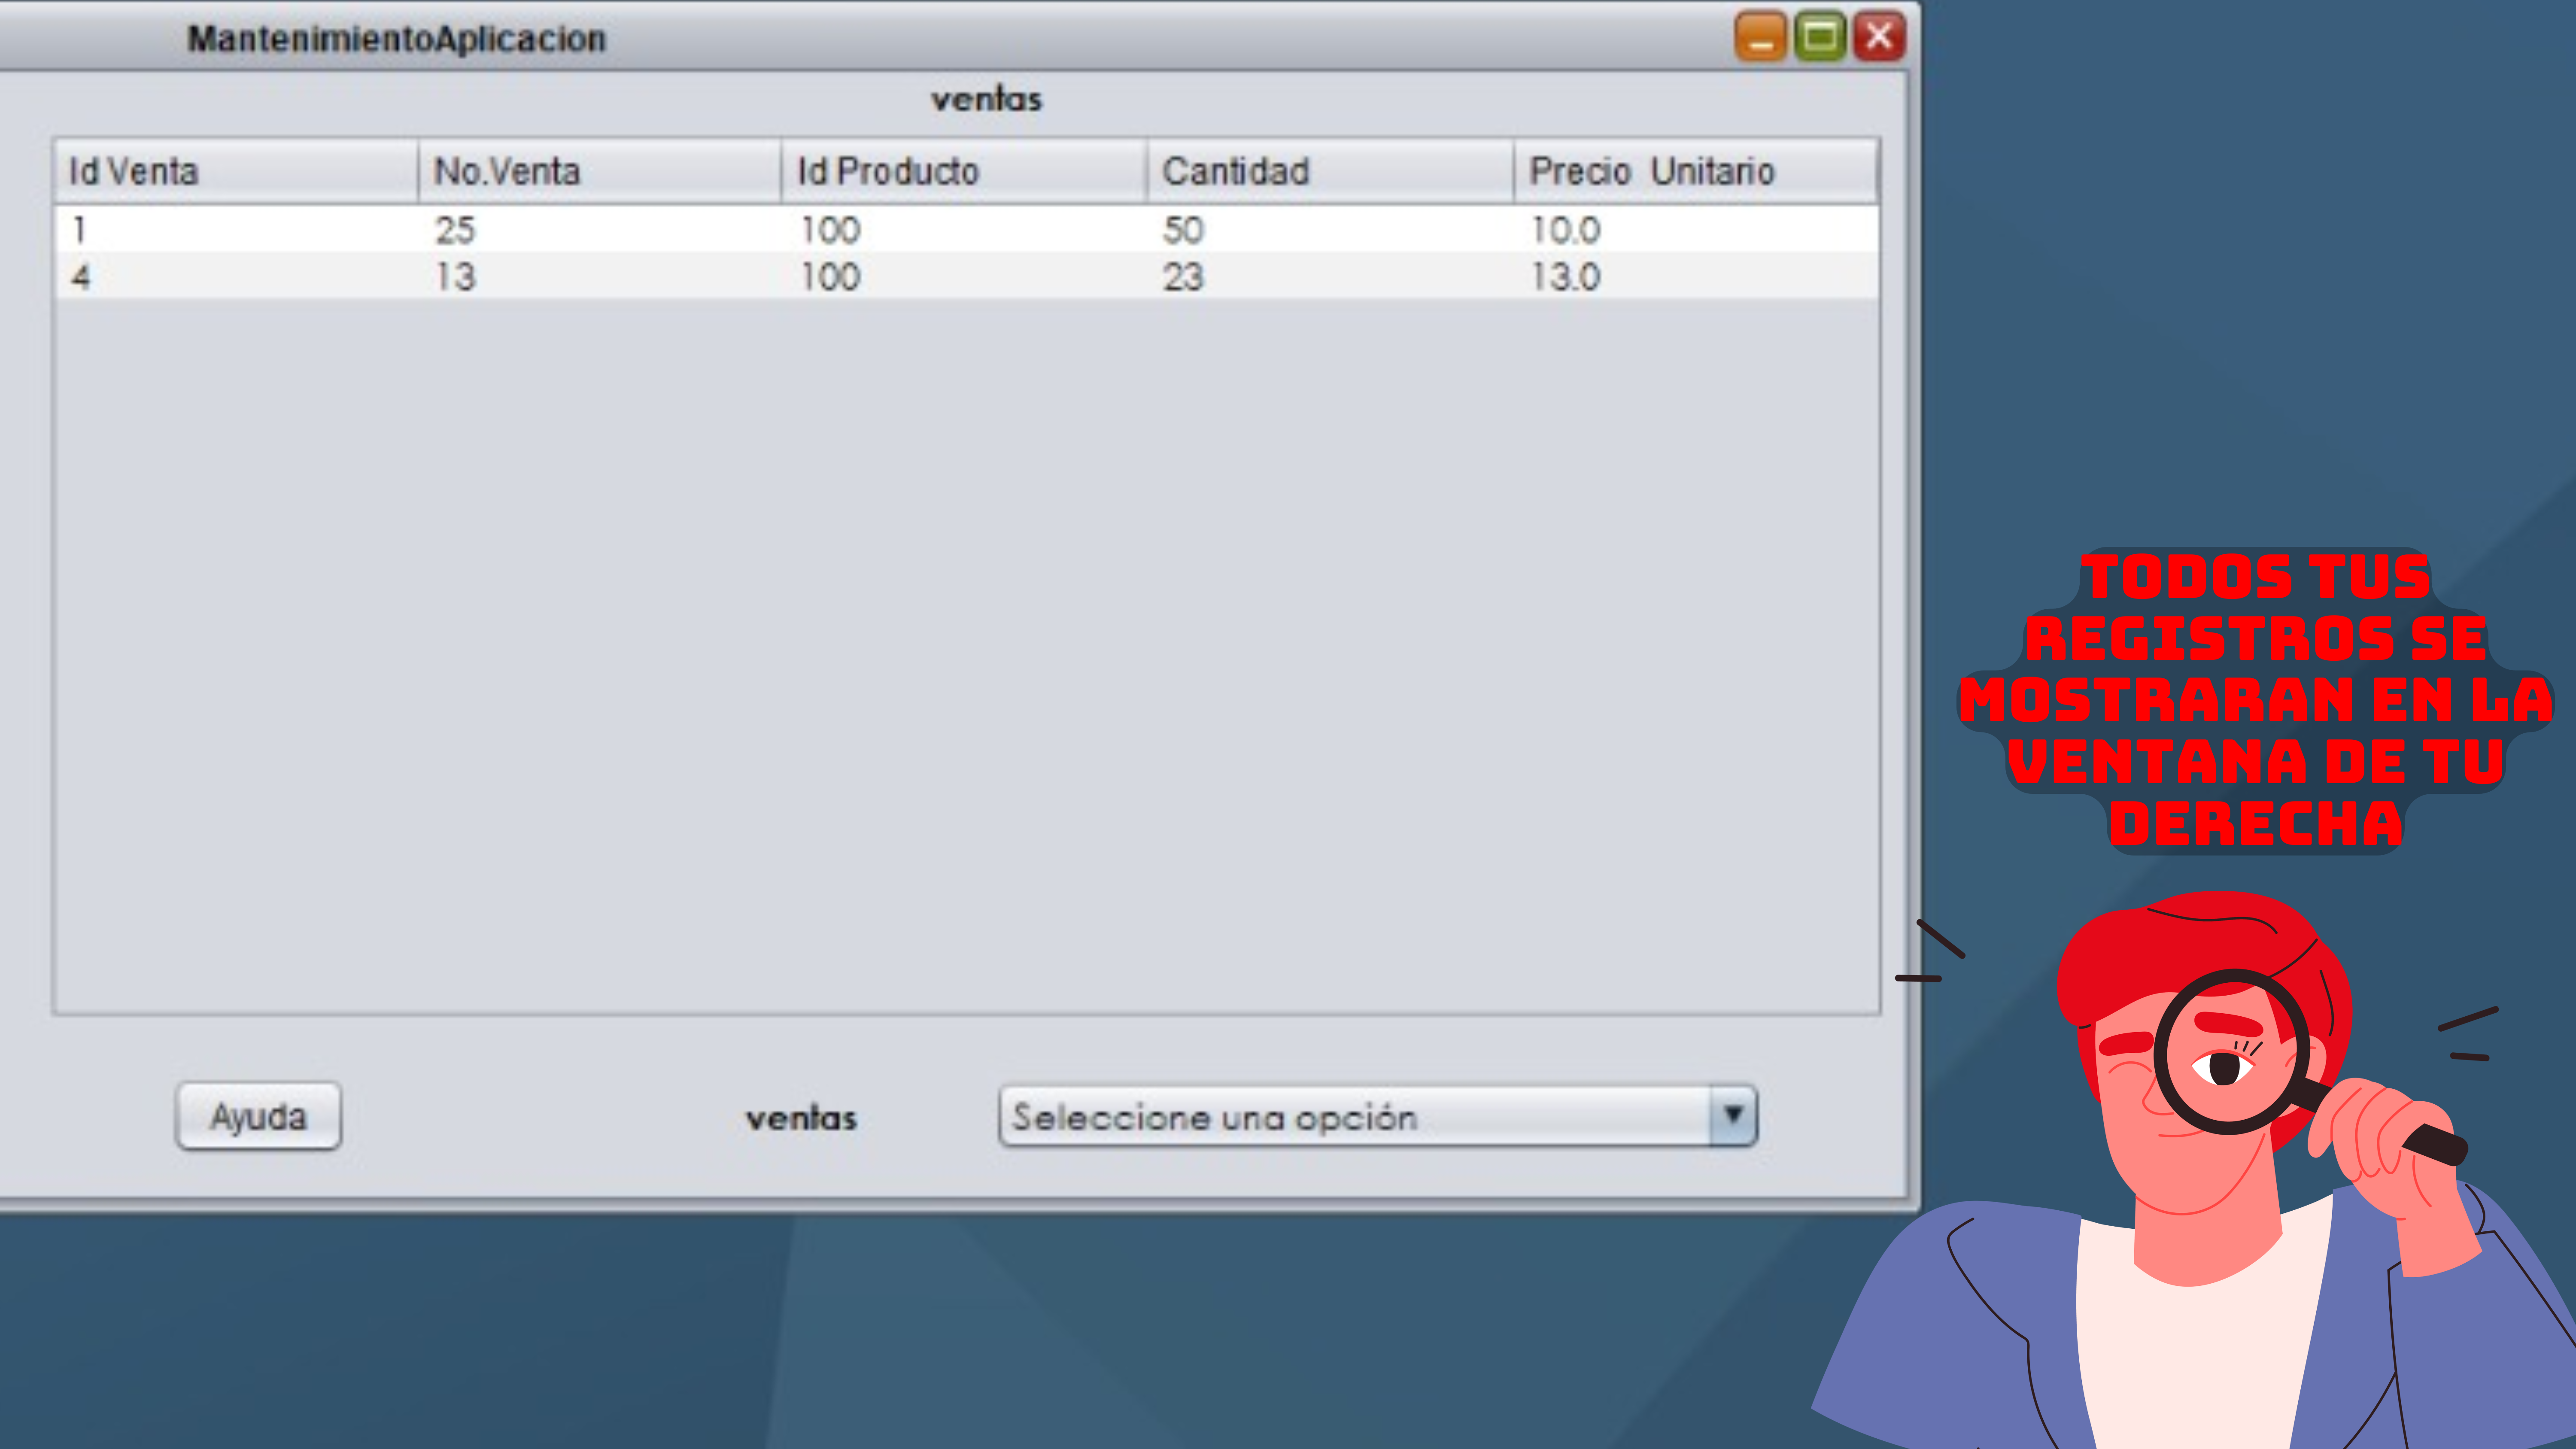 MantenimientoAplicacion
ventas
Id Venta No.Venta Id Producto Cantidad Precio Unitario
1 25 100 50 10.0
4 13 100 23 13.0
Ayuda ventas Seleccione una opción
TODOS TUS
REGISTROS SE
MOSTRARAN EN LA
VENTANA DE TU
DERECHA